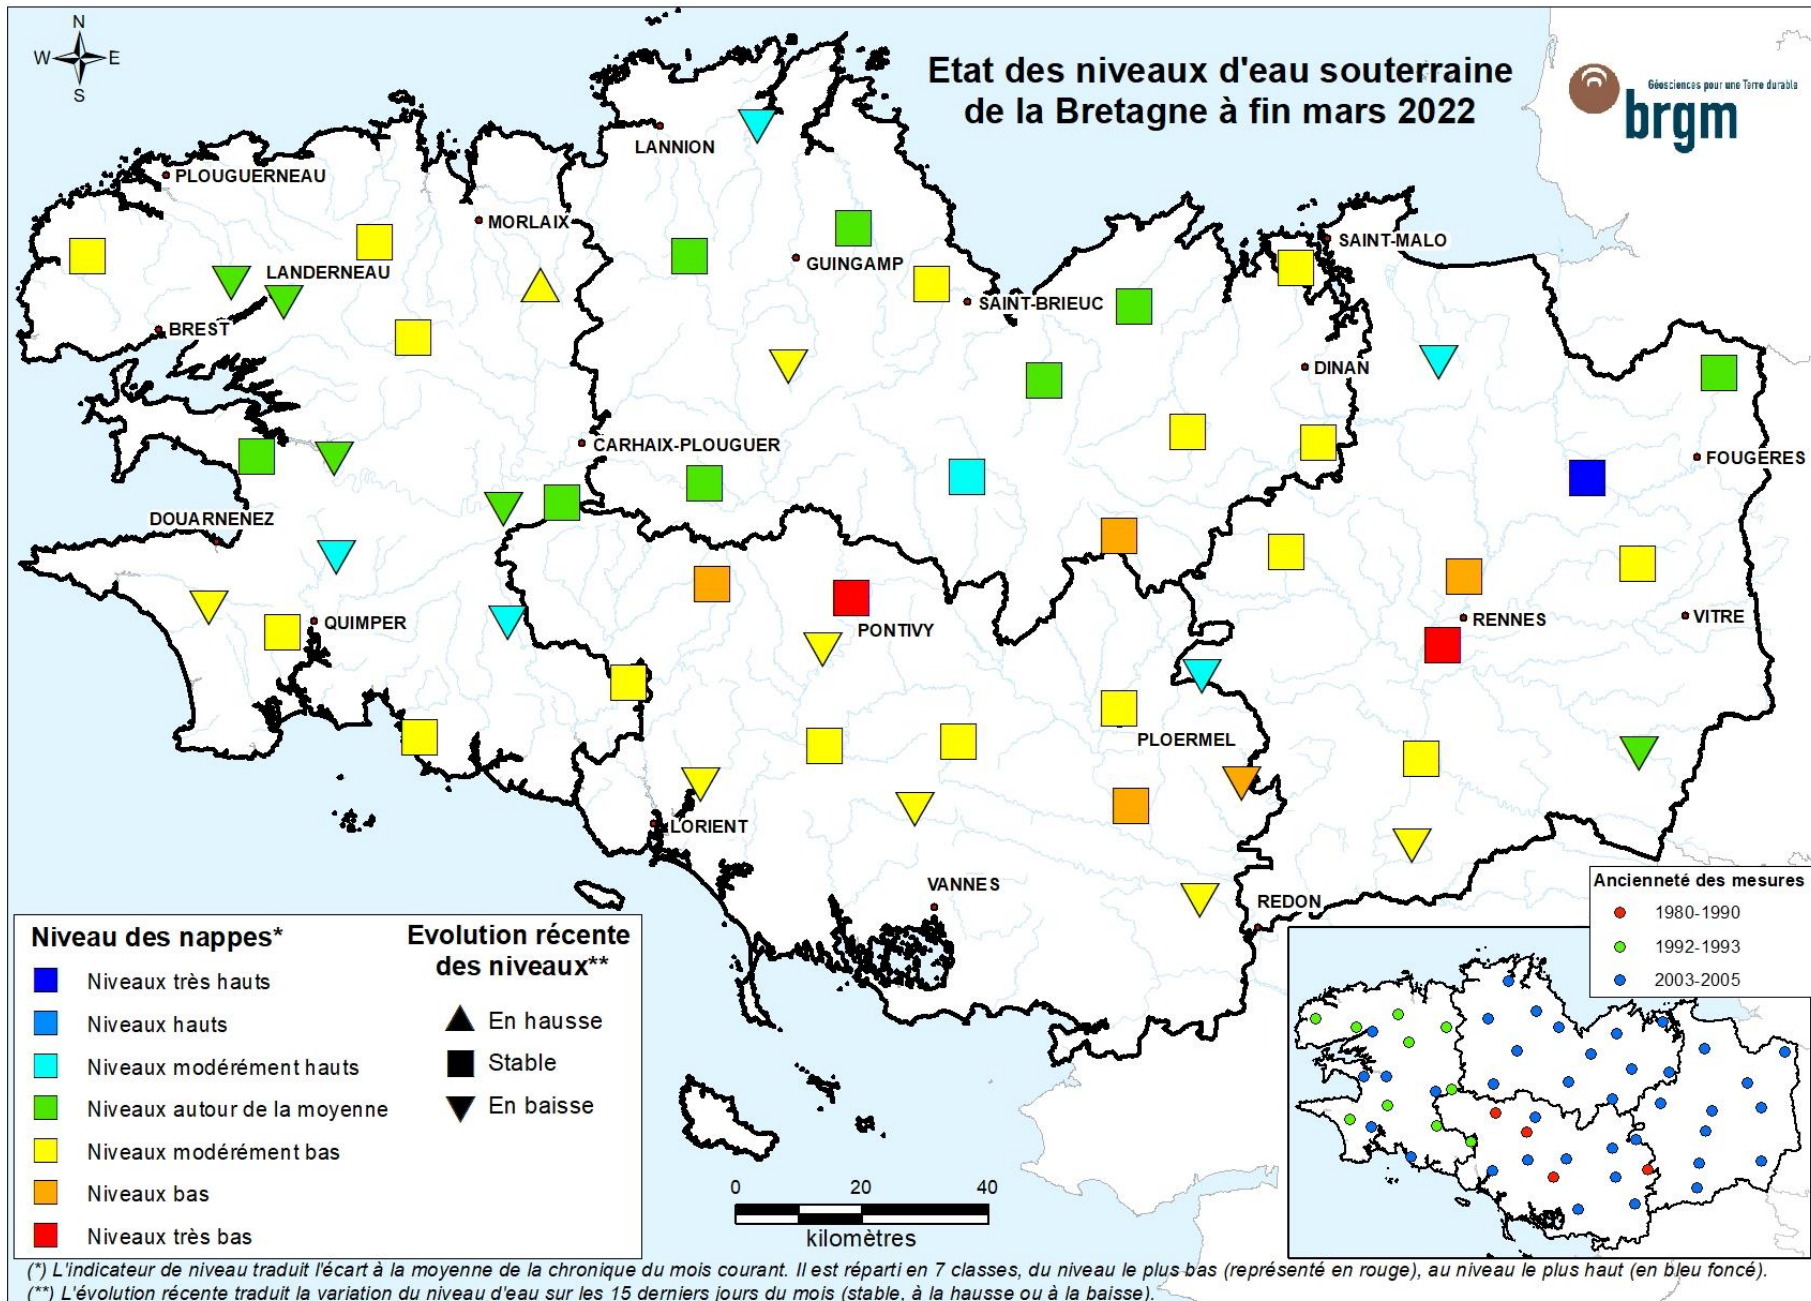 N
W E
S
Etat des niveaux d'eau souterraine
de la Bretagne à fin mars 2022
Géosciences pour une Terre durable
brgm
LANNION
PLOUGUERNEAU
MORLAIX
SAINT-MALO
GUINGAMP
LANDERNEAU
SAINT-BRIEUC
BREST
DINAN
CARHAIX-PLOUGUER
FOUGERES
DOUARNENEZ
QUIMPER
PONTIVY
RENNES
VITRE
PLOERMEL
LORIENT
VANNES
REDON
Niveau des nappes*
Niveaux très hauts
Niveaux hauts
Niveaux modérément hauts
Niveaux autour de la moyenne
Niveaux modérément bas
Niveaux bas
Niveaux très bas
Evolution récente
des niveaux**
En hausse
Stable
En baisse
0 20 40
kilomètres
Ancienneté des mesures
1980-1990
1992-1993
2003-2005
(*) L'indicateur de niveau traduit l'écart à la moyenne de la chronique du mois courant. Il est réparti en 7 classes, du niveau le plus bas (représenté en rouge), au niveau le plus haut (en bleu foncé).
(**) L'évolution récente traduit la variation du niveau d'eau sur les 15 derniers jours du mois (stable, à la hausse ou à la baisse).